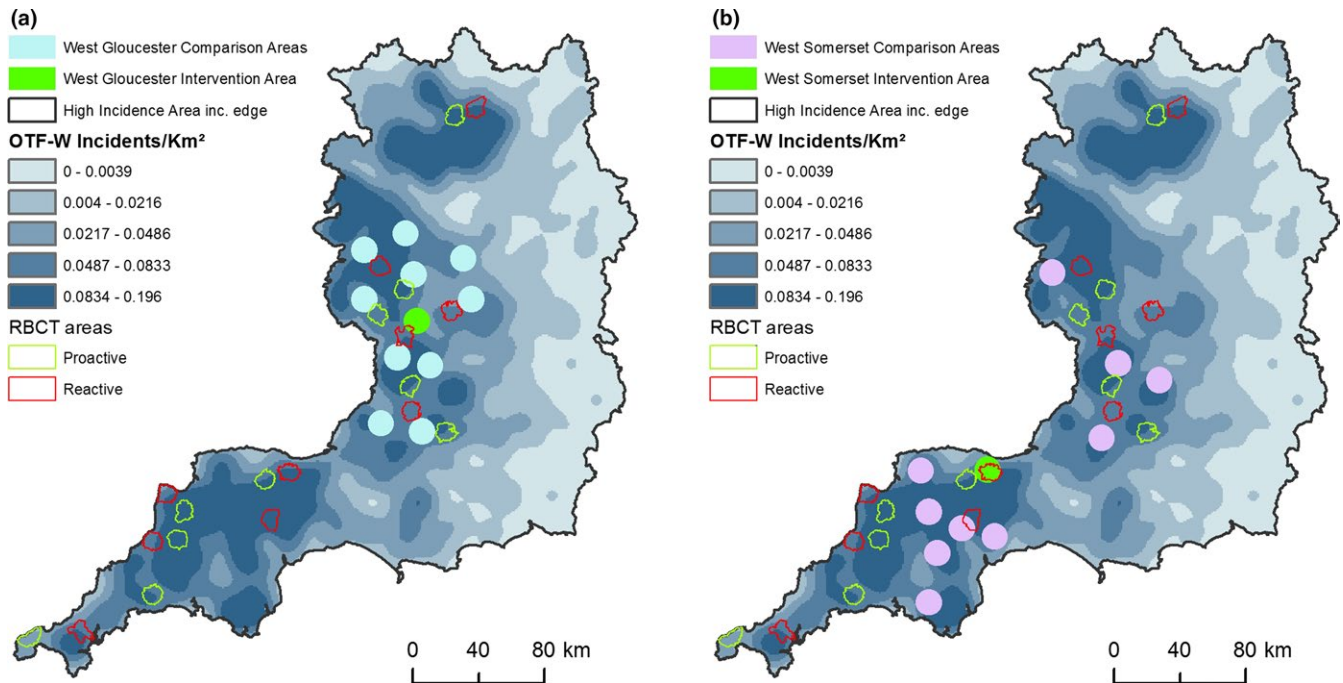 (a)
West Gloucester Comparison Areas
West Gloucester Intervention Area
High Incidence Area inc. edge
OTF-W Incidents/Km²
0 - 0.0039
0.004 - 0.0216
0.0217 - 0.0486
0.0487 - 0.0833
0.0834 - 0.196
RBCT areas
Proactive
Reactive
0 40 80 km
(b)
West Somerset Comparison Areas
West Somerset Intervention Area
High Incidence Area inc. edge
OTF-W Incidents/Km²
0 - 0.0039
0.004 - 0.0216
0.0217 - 0.0486
0.0487 - 0.0833
0.0834 - 0.196
RBCT areas
Proactive
Reactive
0 40 80 km